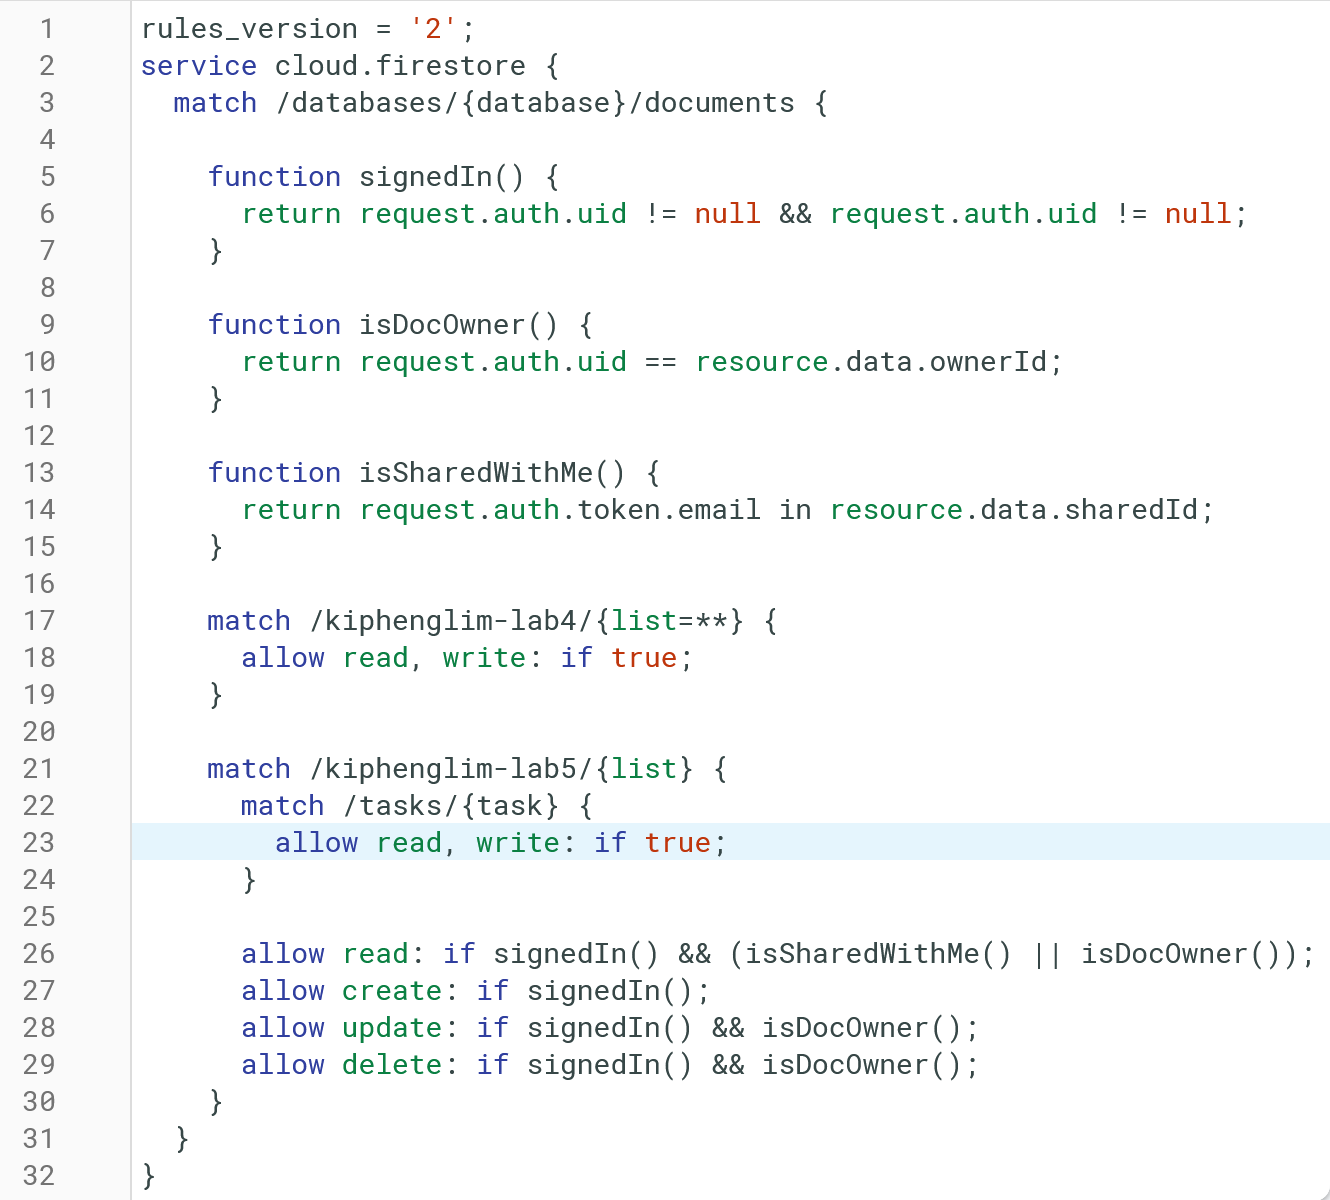 1 rules_version = '2';
2 service cloud.firestore {
3   match /databases/{database}/documents {
4
5     function signedIn() {
6       return request.auth.uid != null && request.auth.uid != null;
7     }
8
9     function isDocOwner() {
10       return request.auth.uid == resource.data.ownerId;
11     }
12
13     function isSharedWithMe() {
14       return request.auth.token.email in resource.data.sharedId;
15     }
16
17     match /kiphenglim-lab4/{list=**} {
18       allow read, write: if true;
19     }
20
21     match /kiphenglim-lab5/{list} {
22       match /tasks/{task} {
23         allow read, write: if true;
24       }
25
26       allow read: if signedIn() && (isSharedWithMe() || isDocOwner());
27       allow create: if signedIn();
28       allow update: if signedIn() && isDocOwner();
29       allow delete: if signedIn() && isDocOwner();
30     }
31   }
32 }